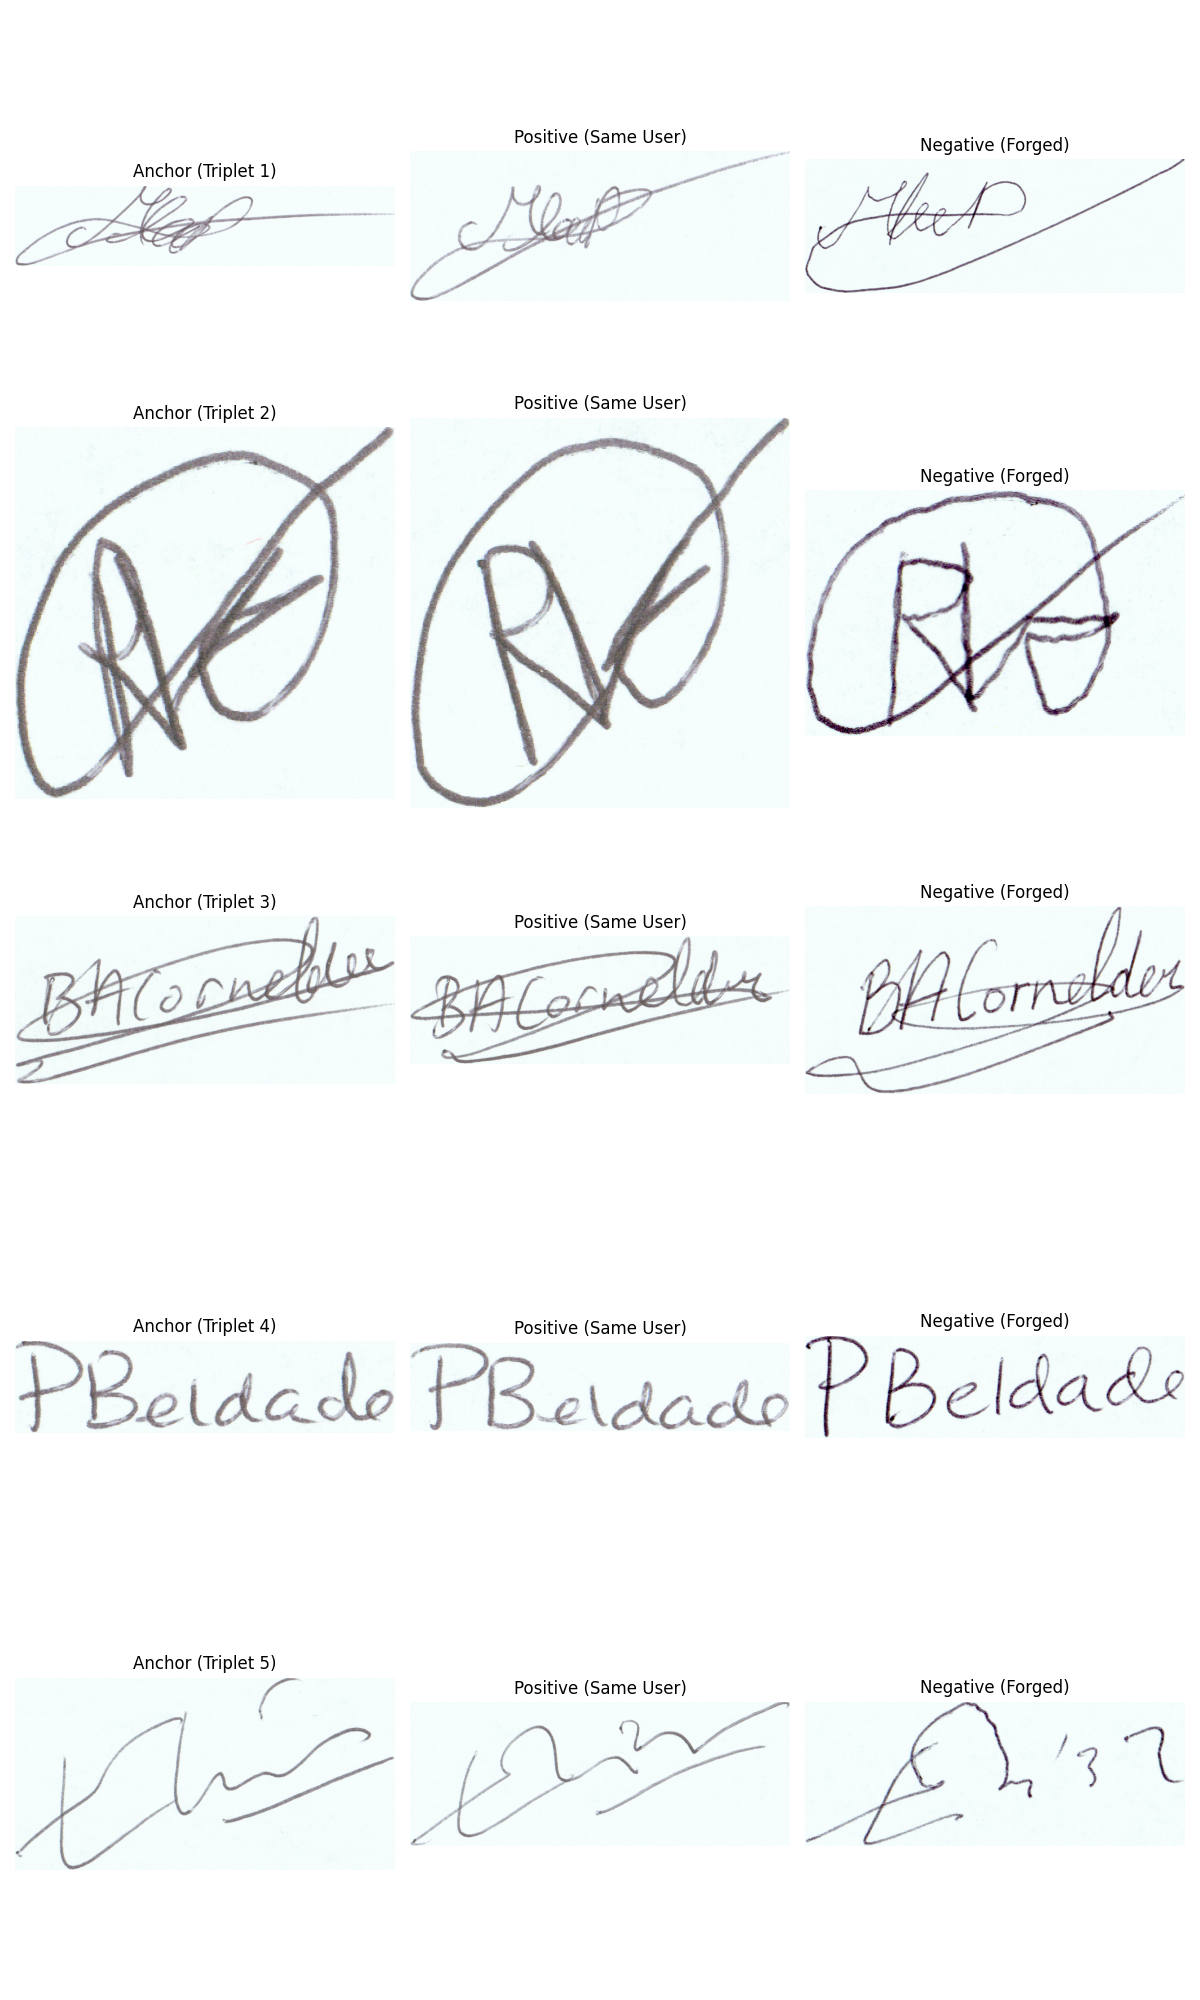 Anchor (Triplet 1)
Positive (Same User)
Negative (Forged)
Anchor (Triplet 2)
Positive (Same User)
Negative (Forged)
Anchor (Triplet 3)
Positive (Same User)
Negative (Forged)
BACornelder
BACornelder
BACornelder
Anchor (Triplet 4)
Positive (Same User)
Negative (Forged)
PBeldade
PBeldade
P Beldade
Anchor (Triplet 5)
Positive (Same User)
Negative (Forged)